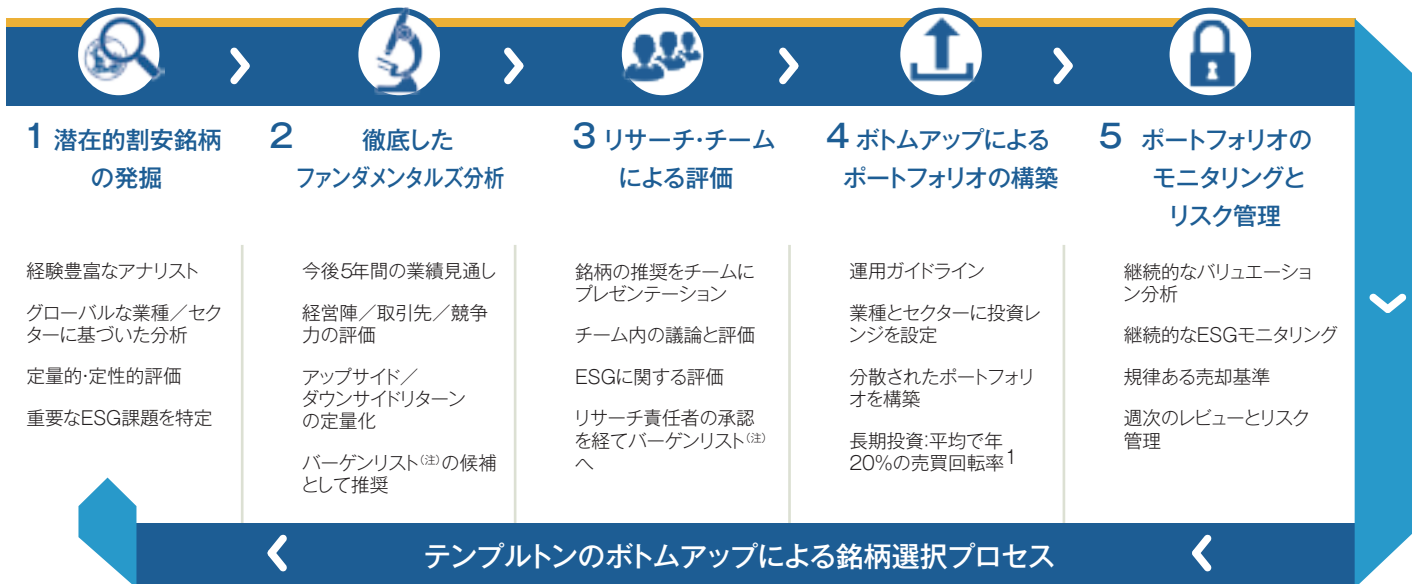 1 潜在的割安銘柄
の発掘
経験豊富なアナリスト
グローバルな業種／セク
ターに基づいた分析
定量的・定性的評価
重要なESG課題を特定
2 徹底した
ファンダメンタルズ分析
今後5年間の業績見通し
経営陣／取引先／競争
力の評価
アップサイド／
ダウンサイドリターン
の定量化
バーゲンリスト(注)の候補
として推奨
3 リサーチ・チーム
による評価
銘柄の推奨をチームに
プレゼンテーション
チーム内の議論と評価
ESGに関する評価
リサーチ責任者の承認
を経てバーゲンリスト(注)
へ
4 ボトムアップによる
ポートフォリオの構築
運用ガイドライン
業種とセクターに投資レ
ンジを設定
分散されたポートフォリ
オを構築
長期投資:平均で年
20%の売買回転率1
5 ポートフォリオの
モニタリングと
リスク管理
継続的なバリュエーショ
ン分析
継続的なESGモニタリング
規律ある売却基準
週次のレビューとリスク
管理
テンプルトンのボトムアップによる銘柄選択プロセス